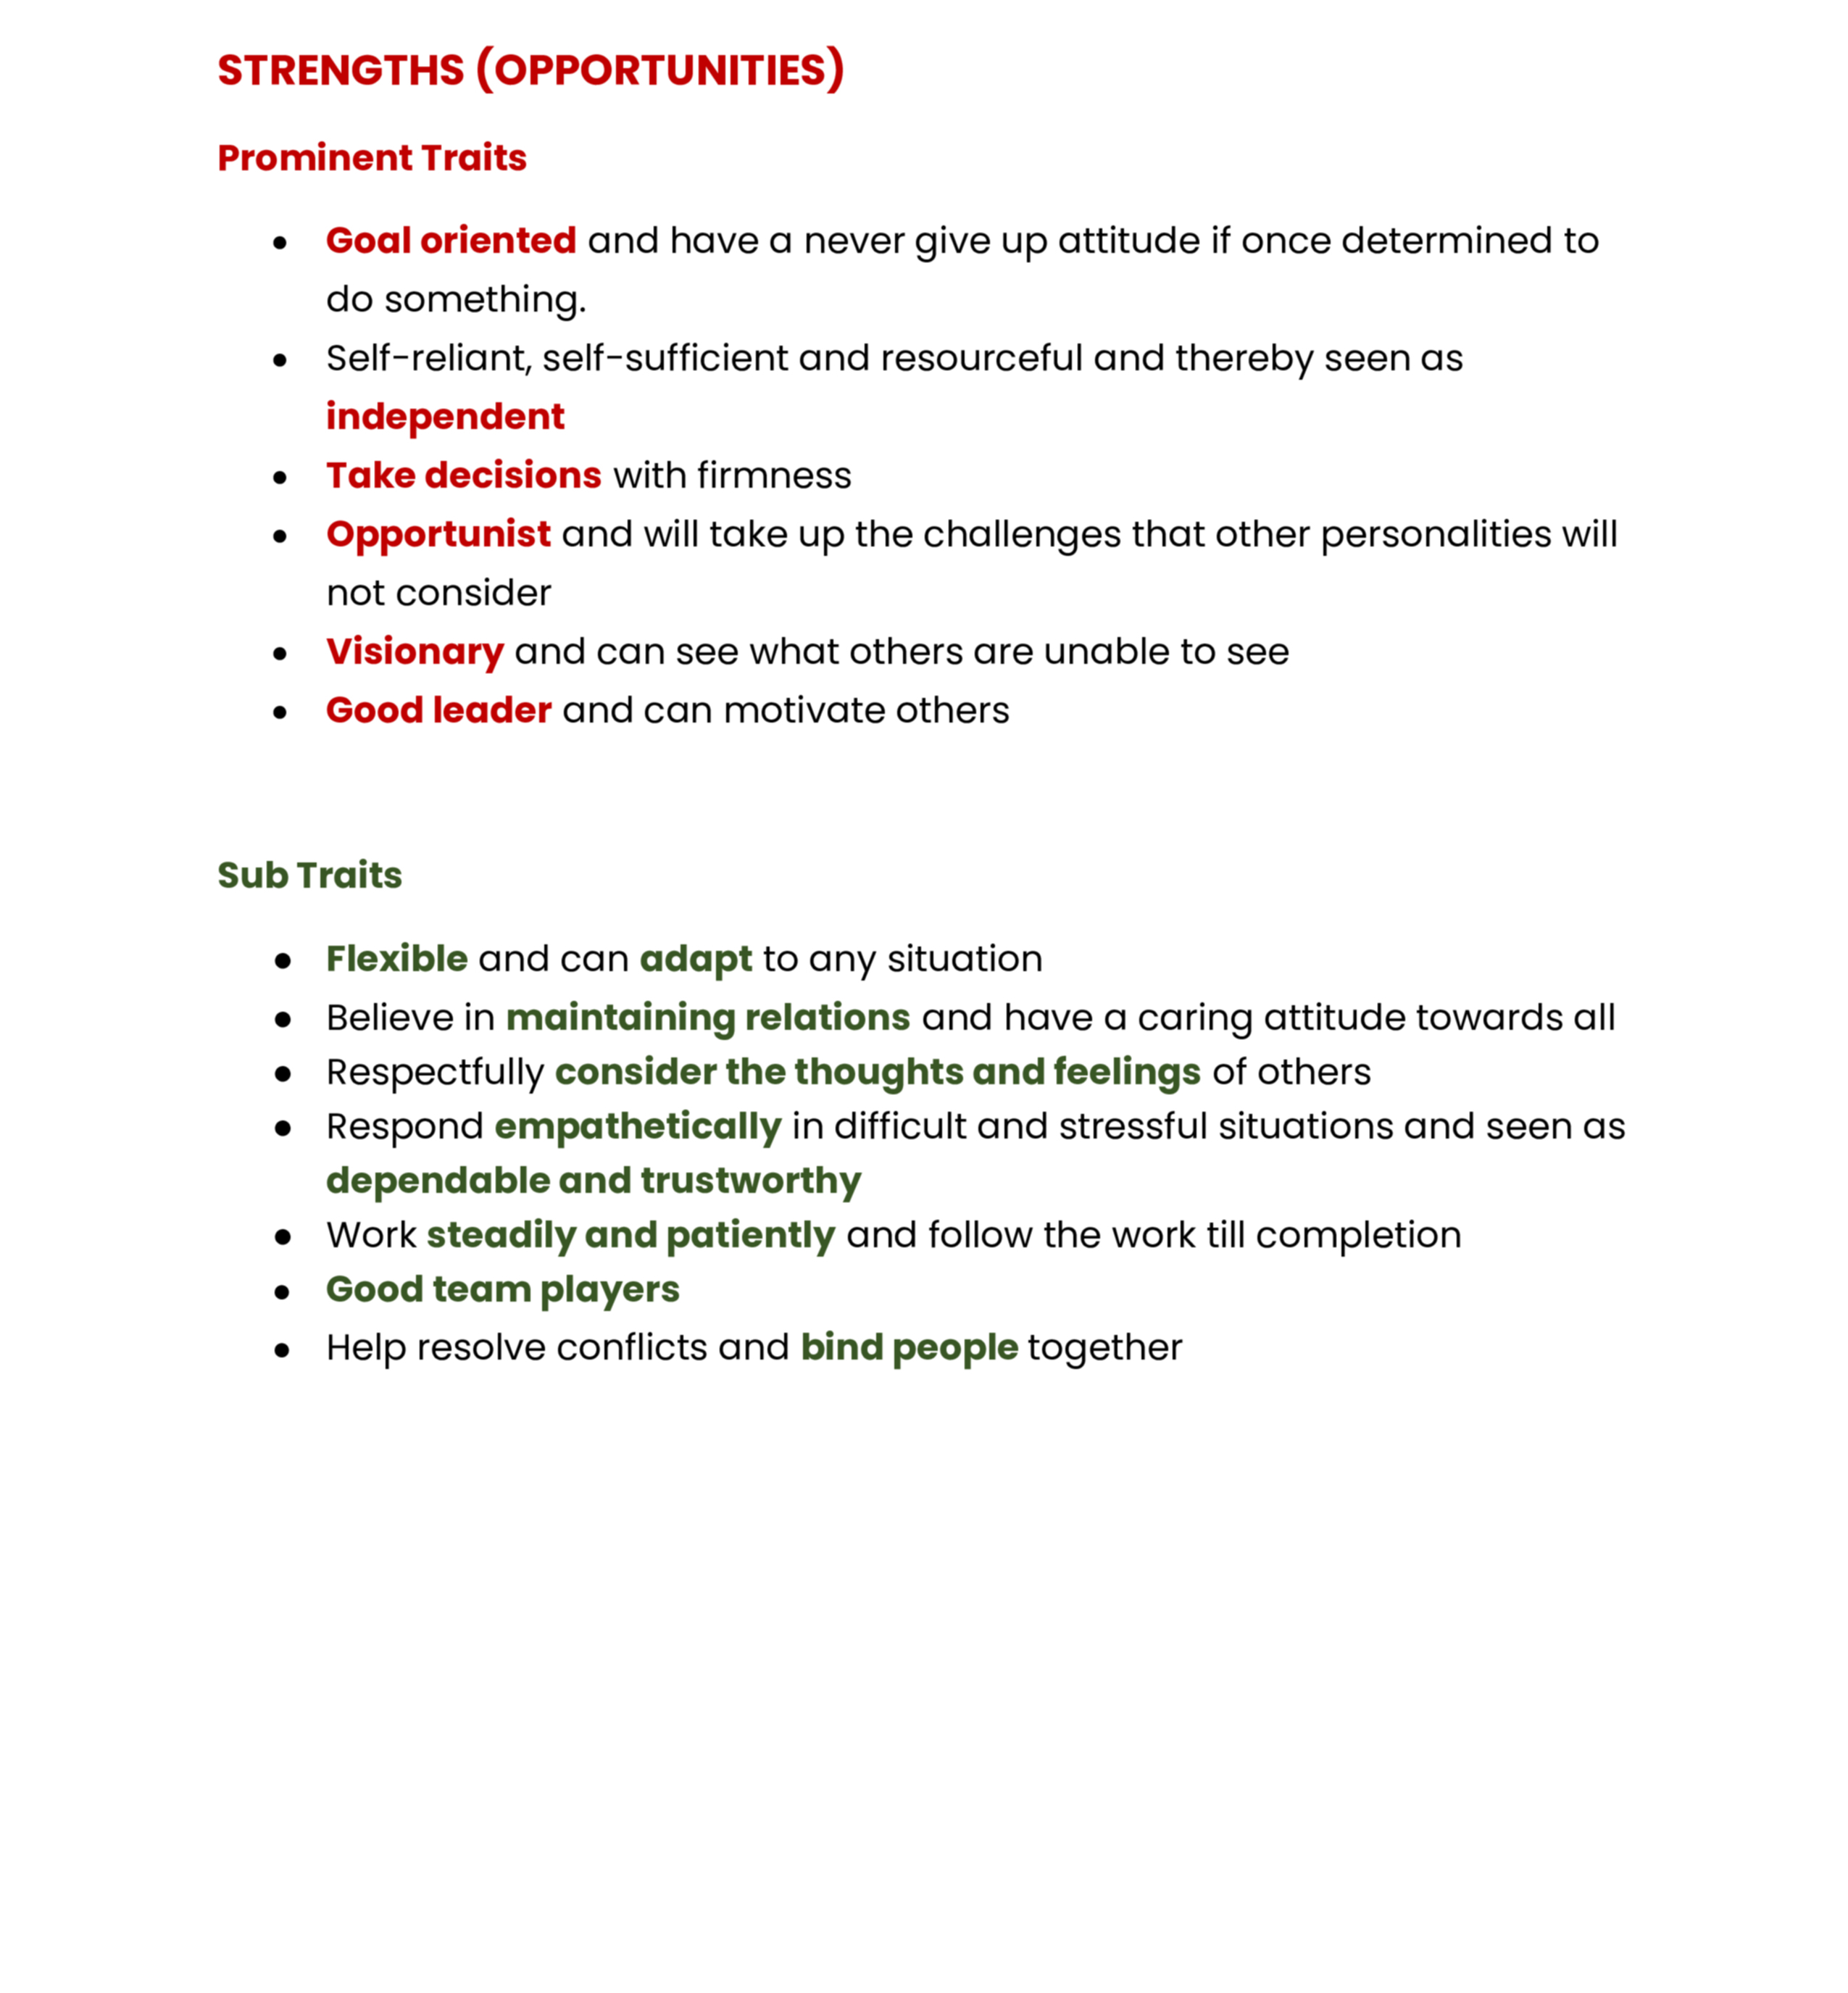 STRENGTHS (OPPORTUNITIES)
Prominent Traits
● Goal oriented and have a never give up attitude if once determined to
do something.
● Self-reliant, self-sufficient and resourceful and thereby seen as
independent
● Take decisions with firmness
● Opportunist and will take up the challenges that other personalities will
not consider
● Visionary and can see what others are unable to see
● Good leader and can motivate others
Sub Traits
● Flexible and can adapt to any situation
● Believe in maintaining relations and have a caring attitude towards all
● Respectfully consider the thoughts and feelings of others
● Respond empathetically in difficult and stressful situations and seen as
dependable and trustworthy
● Work steadily and patiently and follow the work till completion
● Good team players
● Help resolve conflicts and bind people together